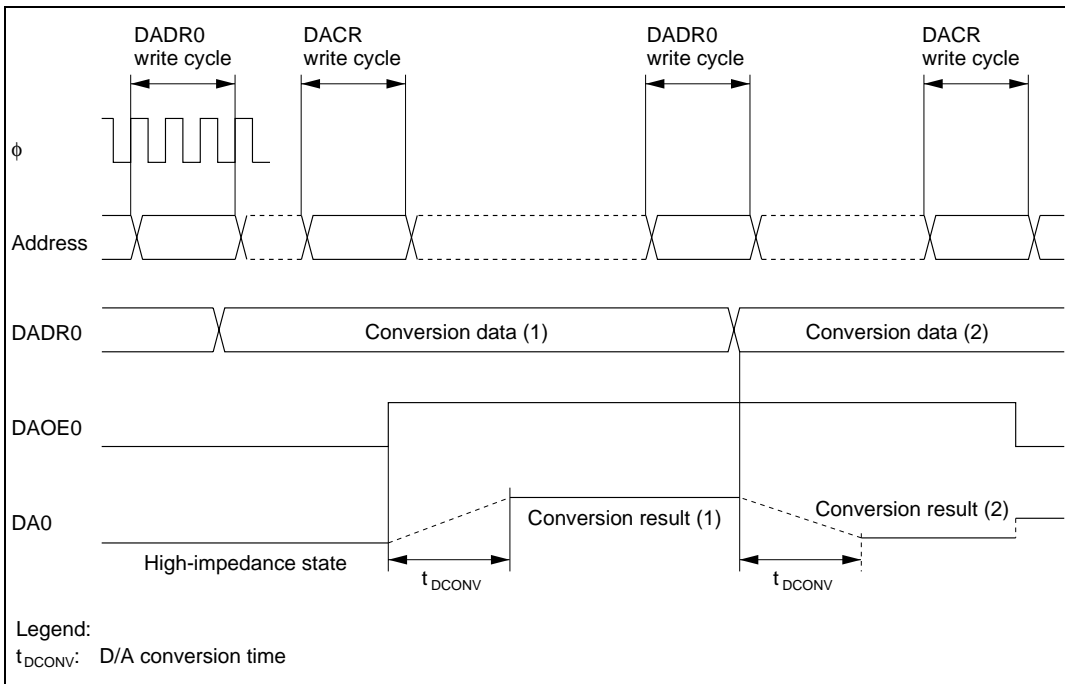 DADR0
write cycle
DACR
write cycle
DADR0
write cycle
DACR
write cycle
ϕ
Address
DADR0
Conversion data (1)
Conversion data (2)
DAOE0
DA0
Conversion result (1)
Conversion result (2)
High-impedance state
t DCONV
t DCONV
Legend:
tDCONV: D/A conversion time